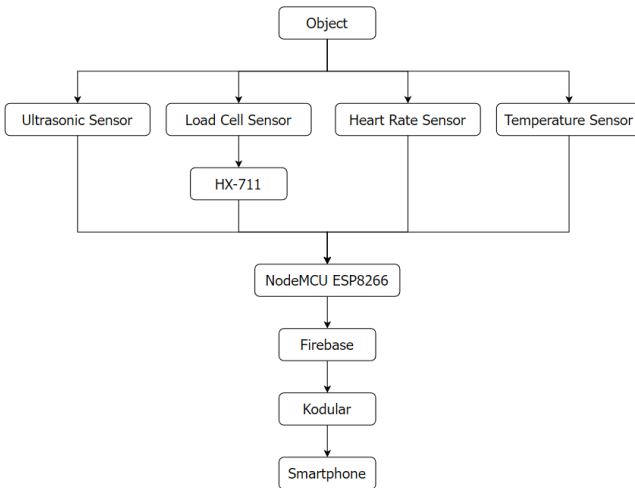 Object
Ultrasonic Sensor
Load Cell Sensor
Heart Rate Sensor
Temperature Sensor
HX-711
NodeMCU ESP8266
Firebase
Kodular
Smartphone